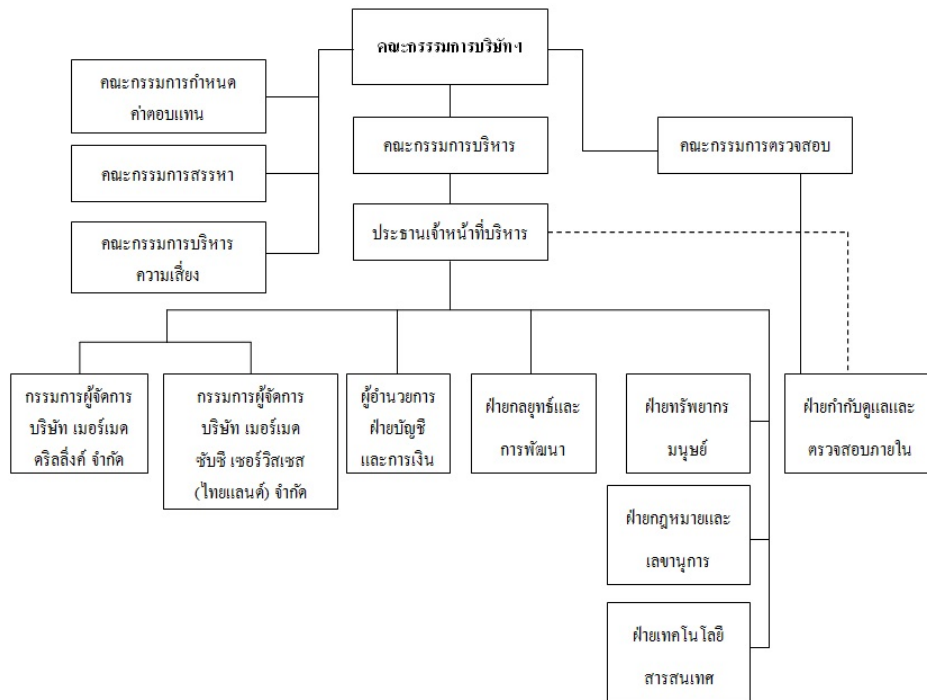 คณะกรรมการบริษัทฯ
คณะกรรมการกำหนด
ค่าตอบแทน
คณะกรรมการบริหาร
คณะกรรมการตรวจสอบ
คณะกรรมการสรรหา
ประธานเจ้าหน้าที่บริหาร
คณะกรรมการบริหาร
ความเสี่ยง
กรรมการผู้จัดการ
บริษัท เมอร์เมด
ดริลลิ่งค์ จำกัด
กรรมการผู้จัดการ
บริษัท เมอร์เมด
ซับซี เซอร์วิสเซส
(ไทยแลนด์) จำกัด
ผู้อำนวยการ
ฝ่ายบัญชี
และการเงิน
ฝ่ายกลยุทธ์และ
การพัฒนา
ฝ่ายทรัพยากร
มนุษย์
ฝ่ายกำกับดูแลและ
ตรวจสอบภายใน
ฝ่ายกฎหมายและ
เลขานุการ
ฝ่ายเทคโนโลยี
สารสนเทศ